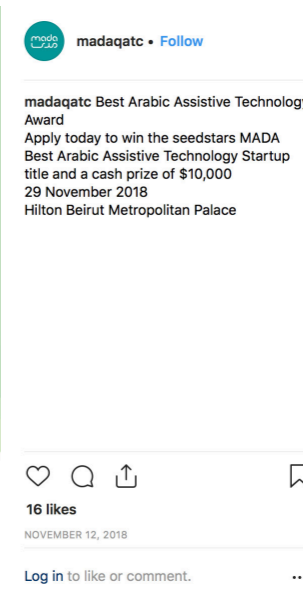 mada
مدى
madaqatc • Follow
madaqatc Best Arabic Assistive Technology
Award
Apply today to win the seedstars MADA
Best Arabic Assistive Technology Startup
title and a cash prize of $10,000
29 November 2018
Hilton Beirut Metropolitan Palace
16 likes
NOVEMBER 12, 2018
Log in to like or comment.